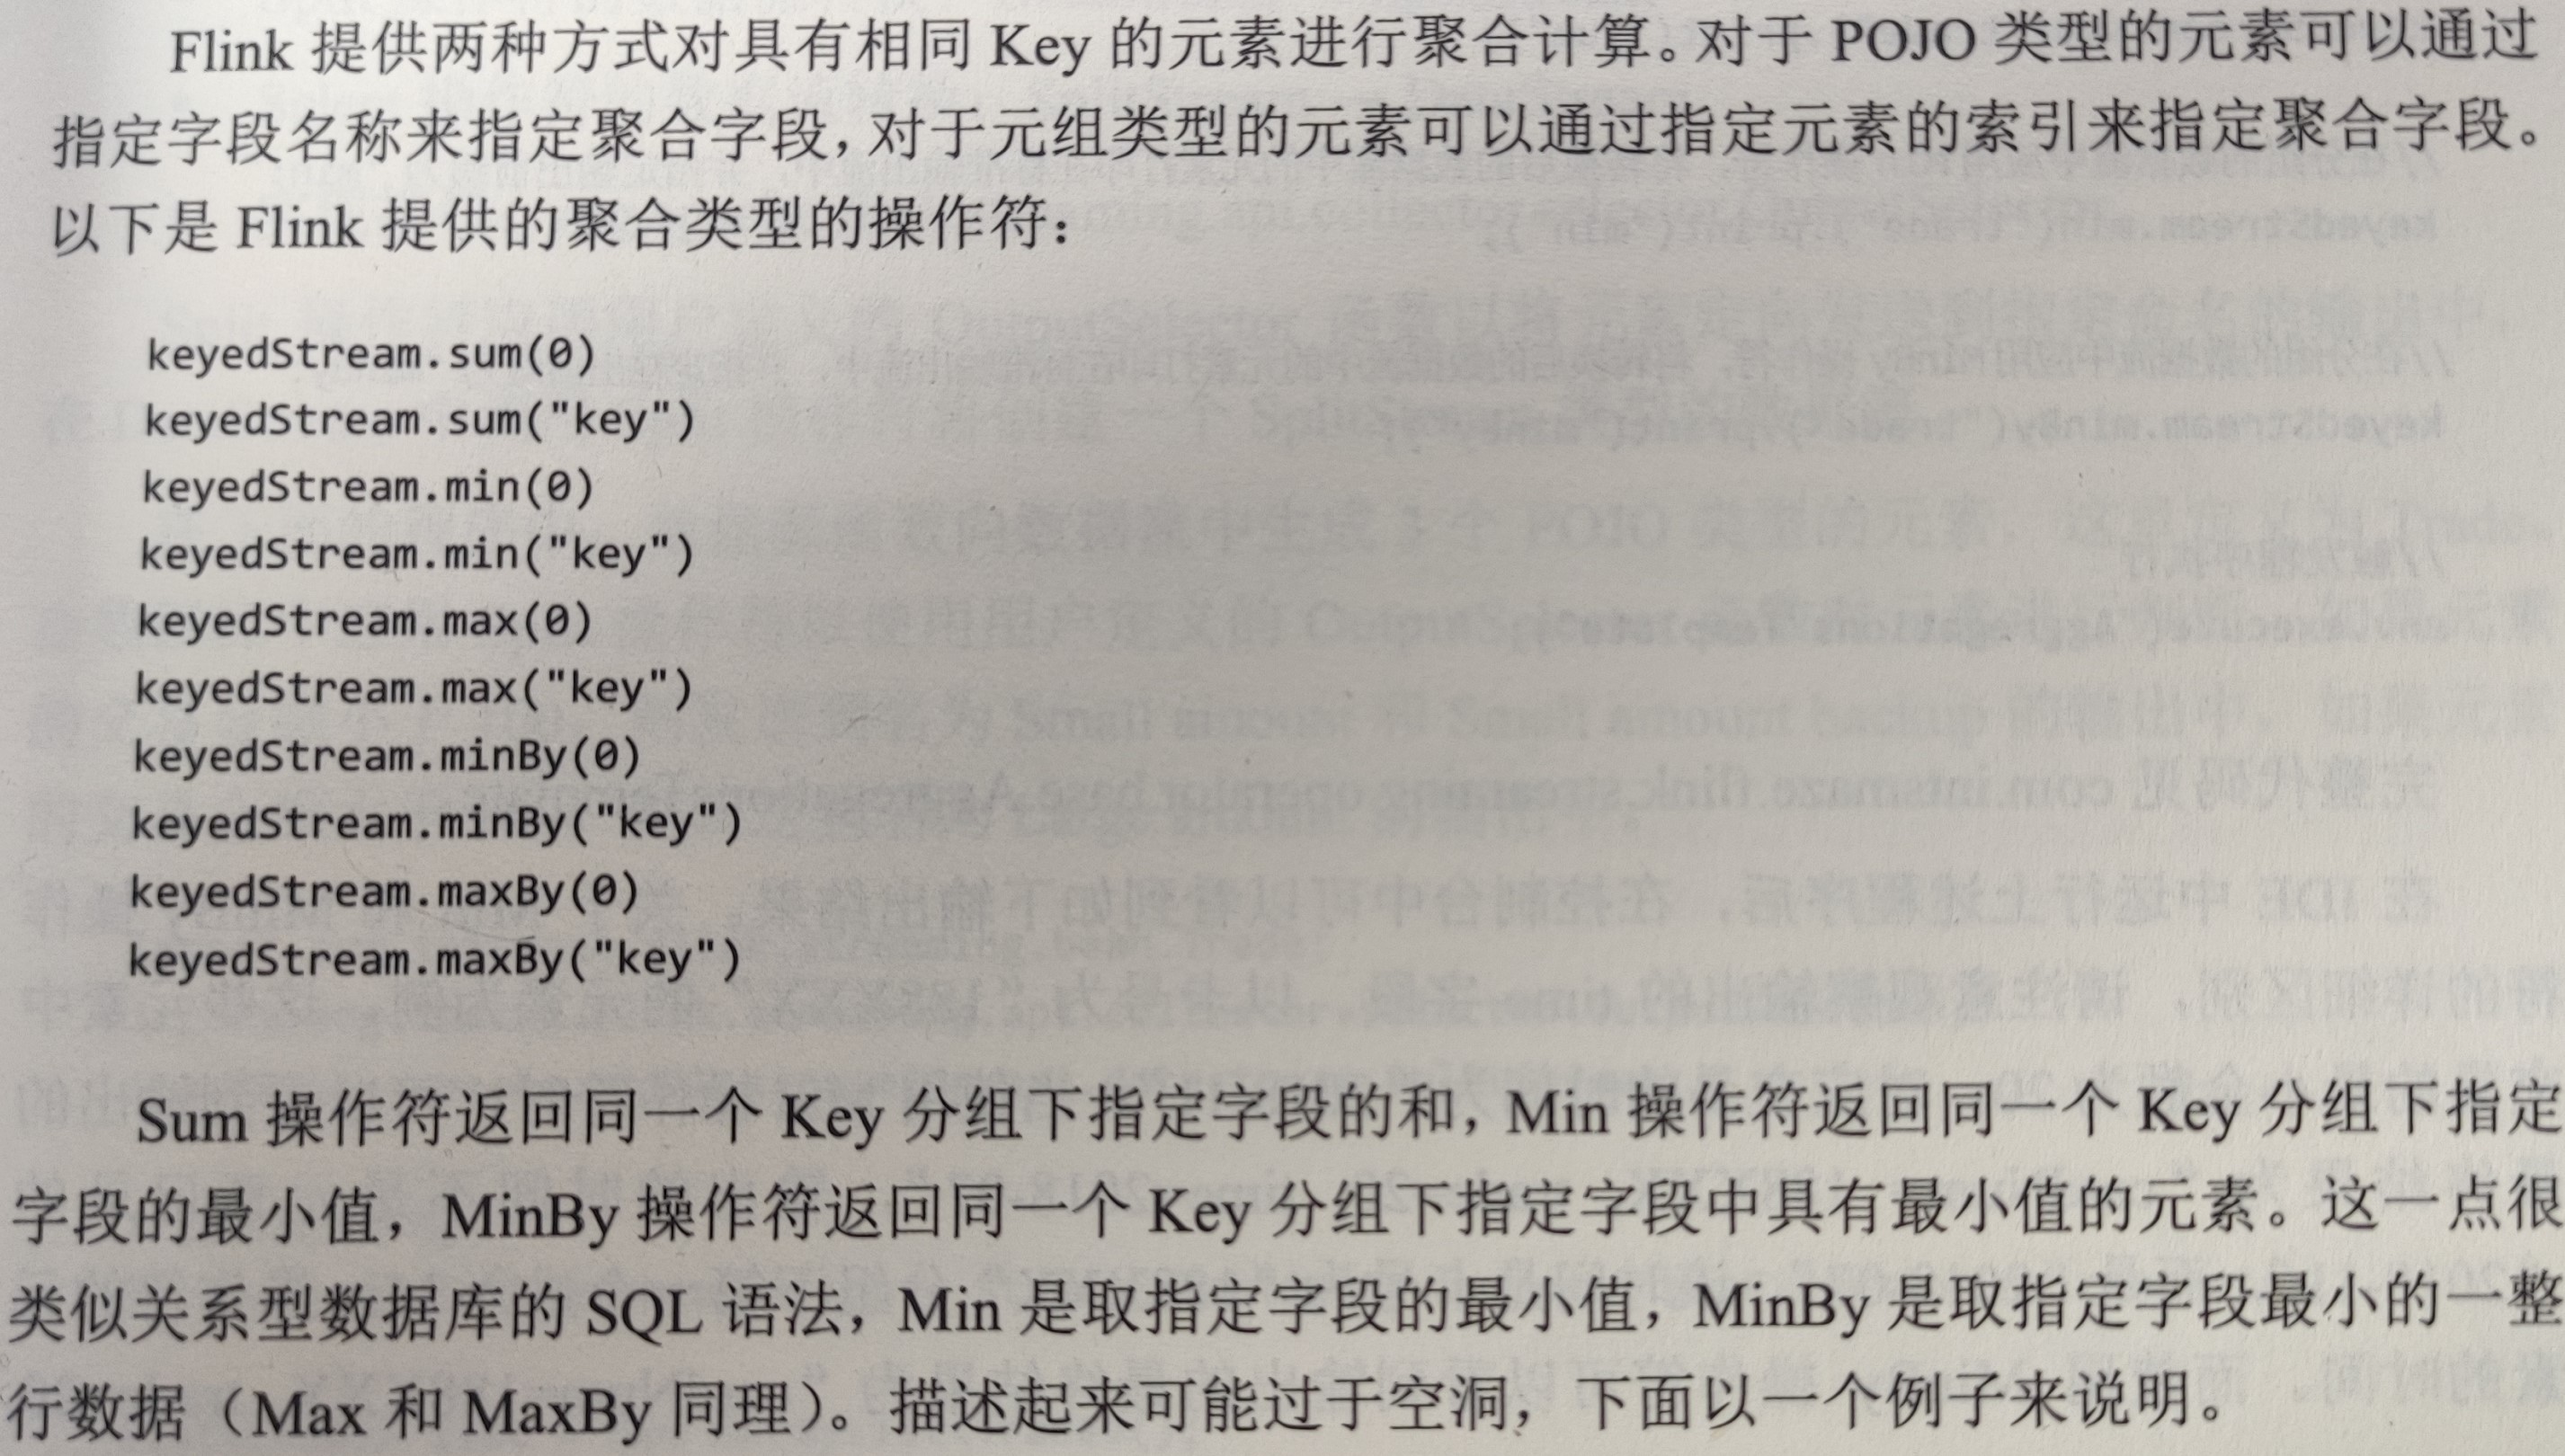 Flink 提供两种方式对具有相同 Key 的元素进行聚合计算。对于 POJO 类型的元素可以通过
指定字段名称来指定聚合字段，对于元组类型的元素可以通过指定元素的索引来指定聚合字段。
以下是 Flink 提供的聚合类型的操作符：
keyedStream.sum(0)
keyedStream.sum("key")
keyedStream.min(0)
keyedStream.min("key")
keyedStream.max(0)
keyedStream.max("key")
keyedStream.minBy(0)
keyedStream.minBy("key")
keyedStream.maxBy(0)
keyedStream.maxBy("key")
Sum 操作符返回同一个 Key 分组下指定字段的和，Min 操作符返回同一个 Key 分组下指定
字段的最小值，MinBy 操作符返回同一个 Key 分组下指定字段中具有最小值的元素。这一点很
类似关系型数据库的 SQL 语法，Min 是取指定字段的最小值，MinBy 是取指定字段最小的一整
行数据（Max 和 MaxBy 同理）。描述起来可能过于空洞，下面以一个例子来说明。